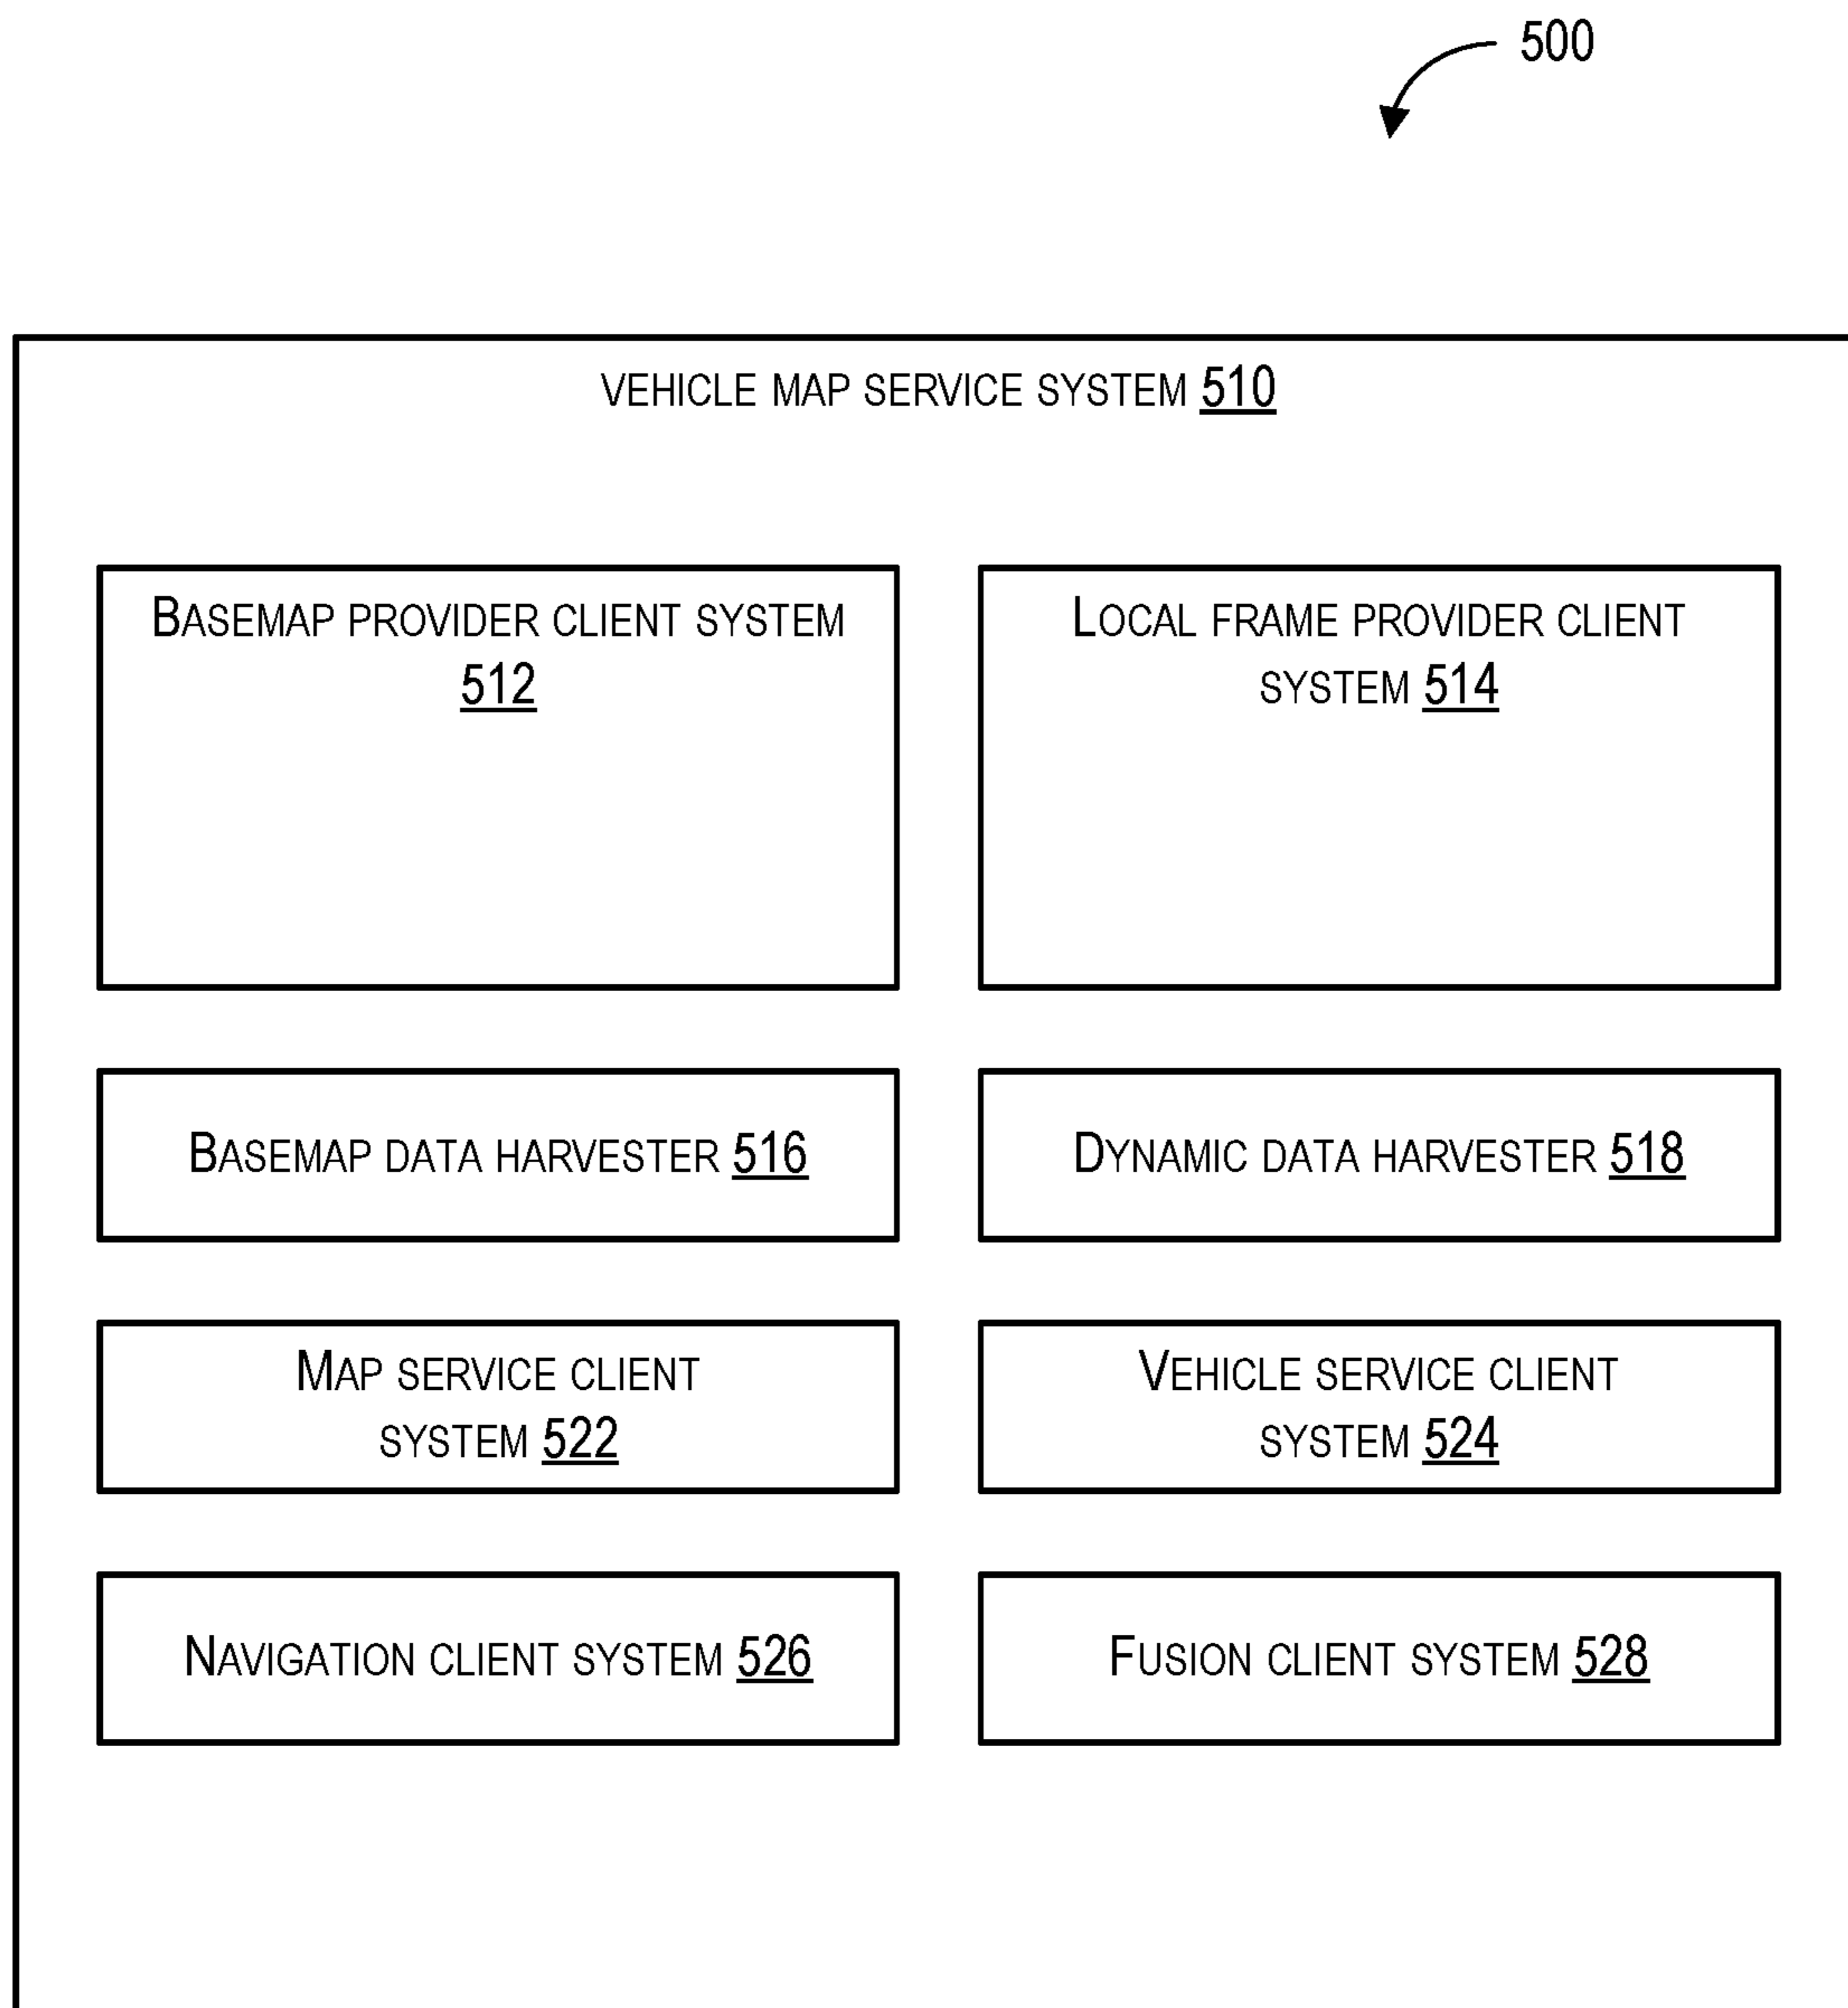 500
VEHICLE MAP SERVICE SYSTEM 510
BASEMAP PROVIDER CLIENT SYSTEM
512
LOCAL FRAME PROVIDER CLIENT
SYSTEM 514
BASEMAP DATA HARVESTER 516
DYNAMIC DATA HARVESTER 518
MAP SERVICE CLIENT
SYSTEM 522
VEHICLE SERVICE CLIENT
SYSTEM 524
NAVIGATION CLIENT SYSTEM 526
FUSION CLIENT SYSTEM 528